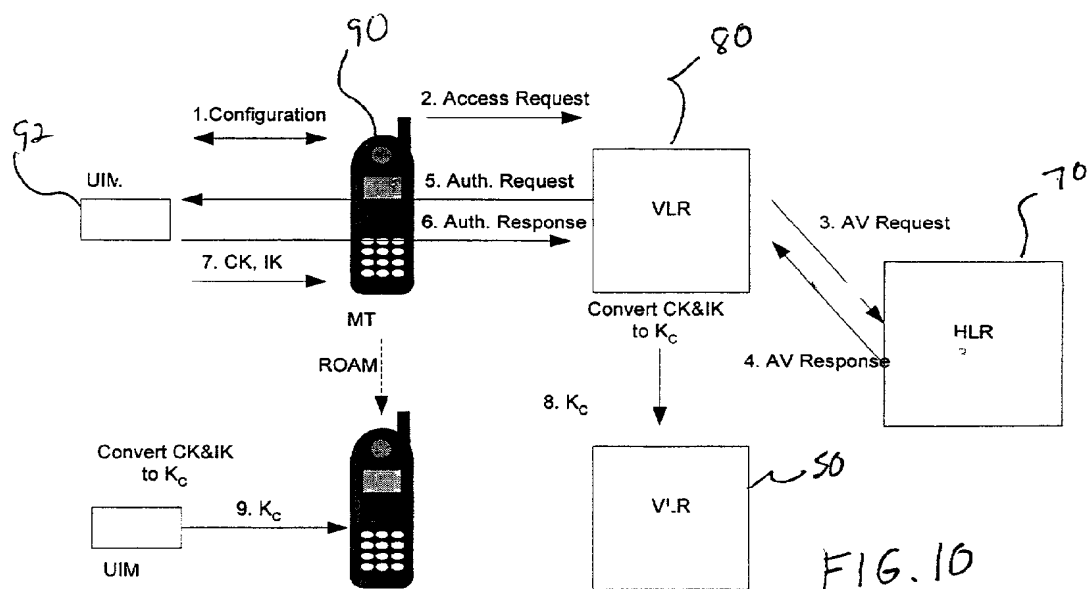 90
80
1.Configuration
2. Access Request
92
UIM
5. Auth. Request
VLR
70
3. AV Request
6. Auth. Response
7. CK, IK
MT
Convert CK&IK
to KC
HLR
4. AV Response
ROAM
8. KC
Convert CK&IK
to KC
50
9. KC
VLR
UIM
FIG. 10